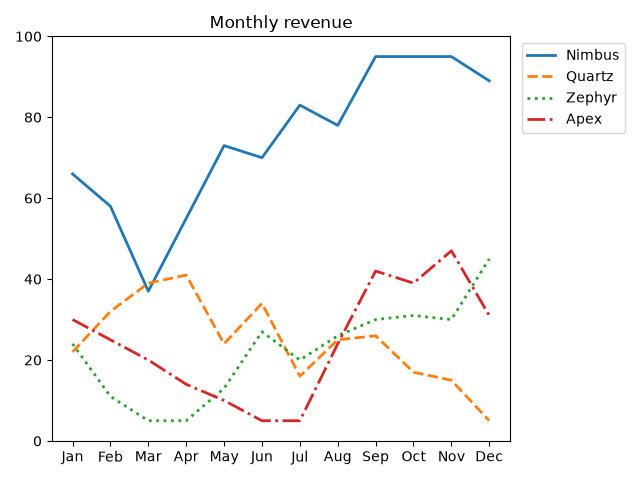 Monthly revenue
100
80
60
40
20
0
Jan Feb Mar Apr May Jun Jul Aug Sep Oct Nov Dec
Nimbus
Quartz
Zephyr
Apex